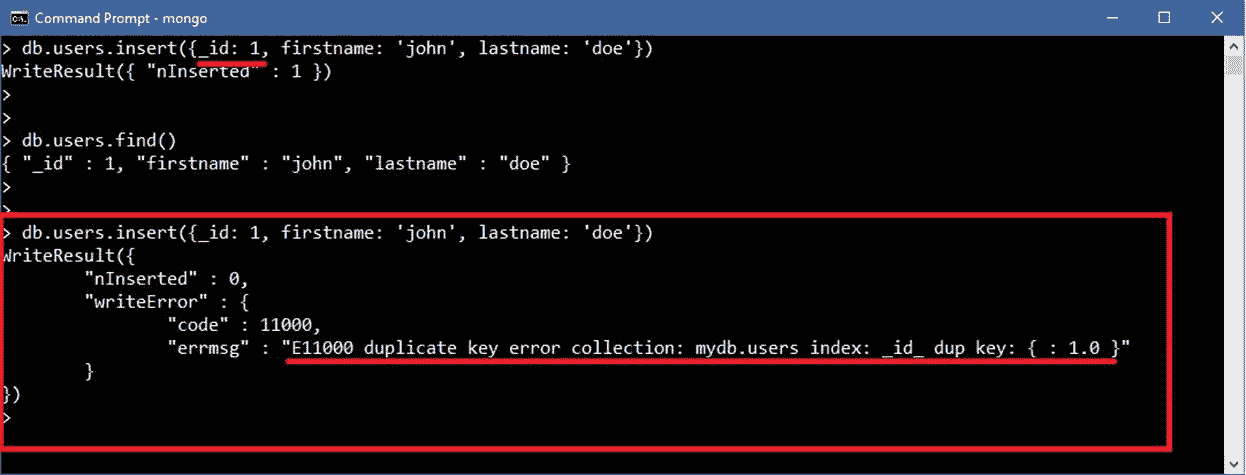 Command Prompt - mongo
> db.users.insert({_id: 1, firstname: 'john', lastname: 'doe'})
WriteResult({ "nInserted" : 1 })
>
>
> db.users.find()
{ "_id" : 1, "firstname" : "john", "lastname" : "doe" }
>
>
> db.users.insert({_id: 1, firstname: 'john', lastname: 'doe'})
WriteResult({
"nInserted" : 0,
"writeError" : {
"code" : 11000,
"errmsg" : "E11000 duplicate key error collection: mydb.users index: _id_ dup key: { : 1.0 }"
}
})
>